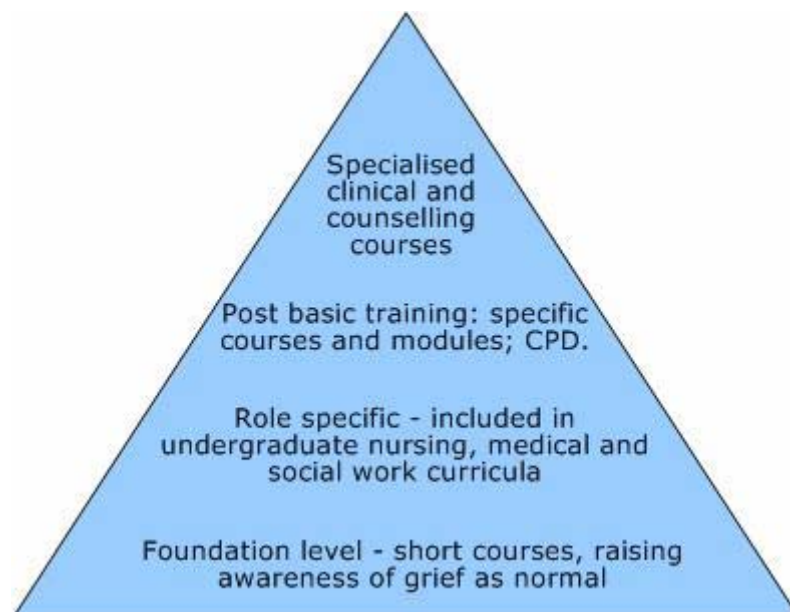 Specialised
clinical and
counselling
courses
Post basic training: specific
courses and modules; CPD.
Role specific - included in
undergraduate nursing, medical and
social work curricula
Foundation level - short courses, raising
awareness of grief as normal